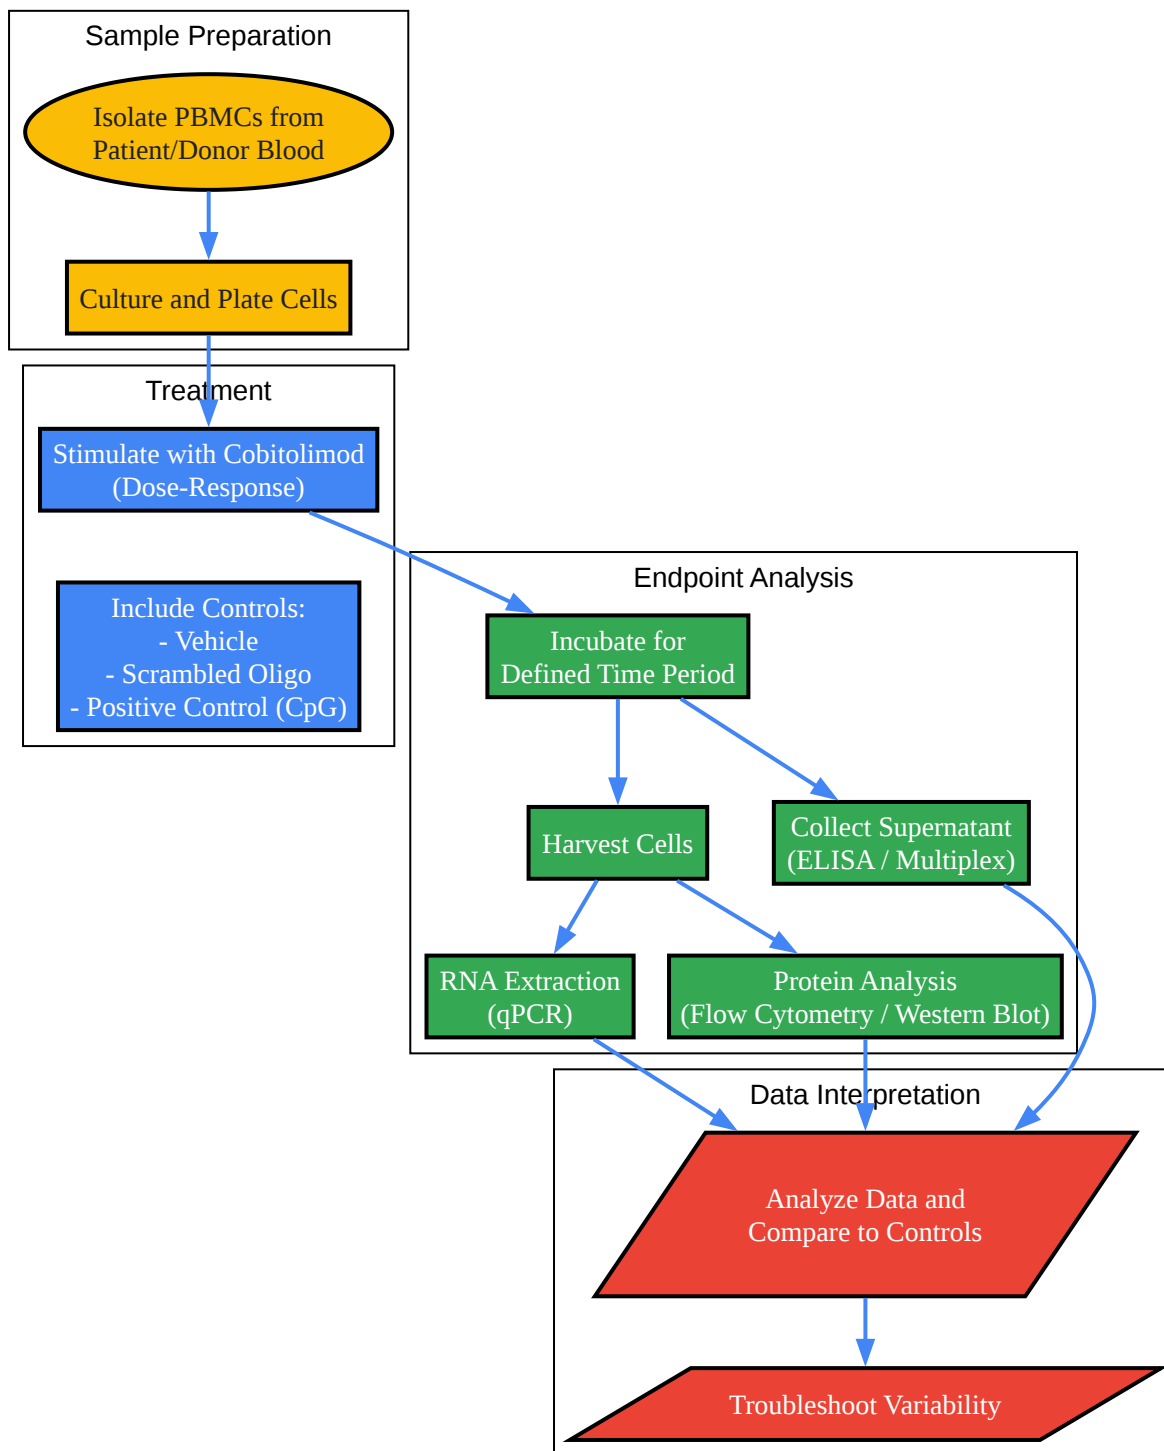 Sample Preparation
Isolate PBMCs from
Patient/Donor Blood
Culture and Plate Cells
Treatment
Stimulate with Cobitolimod
(Dose-Response)
Include Controls:
- Vehicle
- Scrambled Oligo
- Positive Control (CpG)
Endpoint Analysis
Incubate for
Defined Time Period
Harvest Cells
Collect Supernatant
(ELISA / Multiplex)
RNA Extraction
(qPCR)
Protein Analysis
(Flow Cytometry / Western Blot)
Data Interpretation
Analyze Data and
Compare to Controls
Troubleshoot Variability